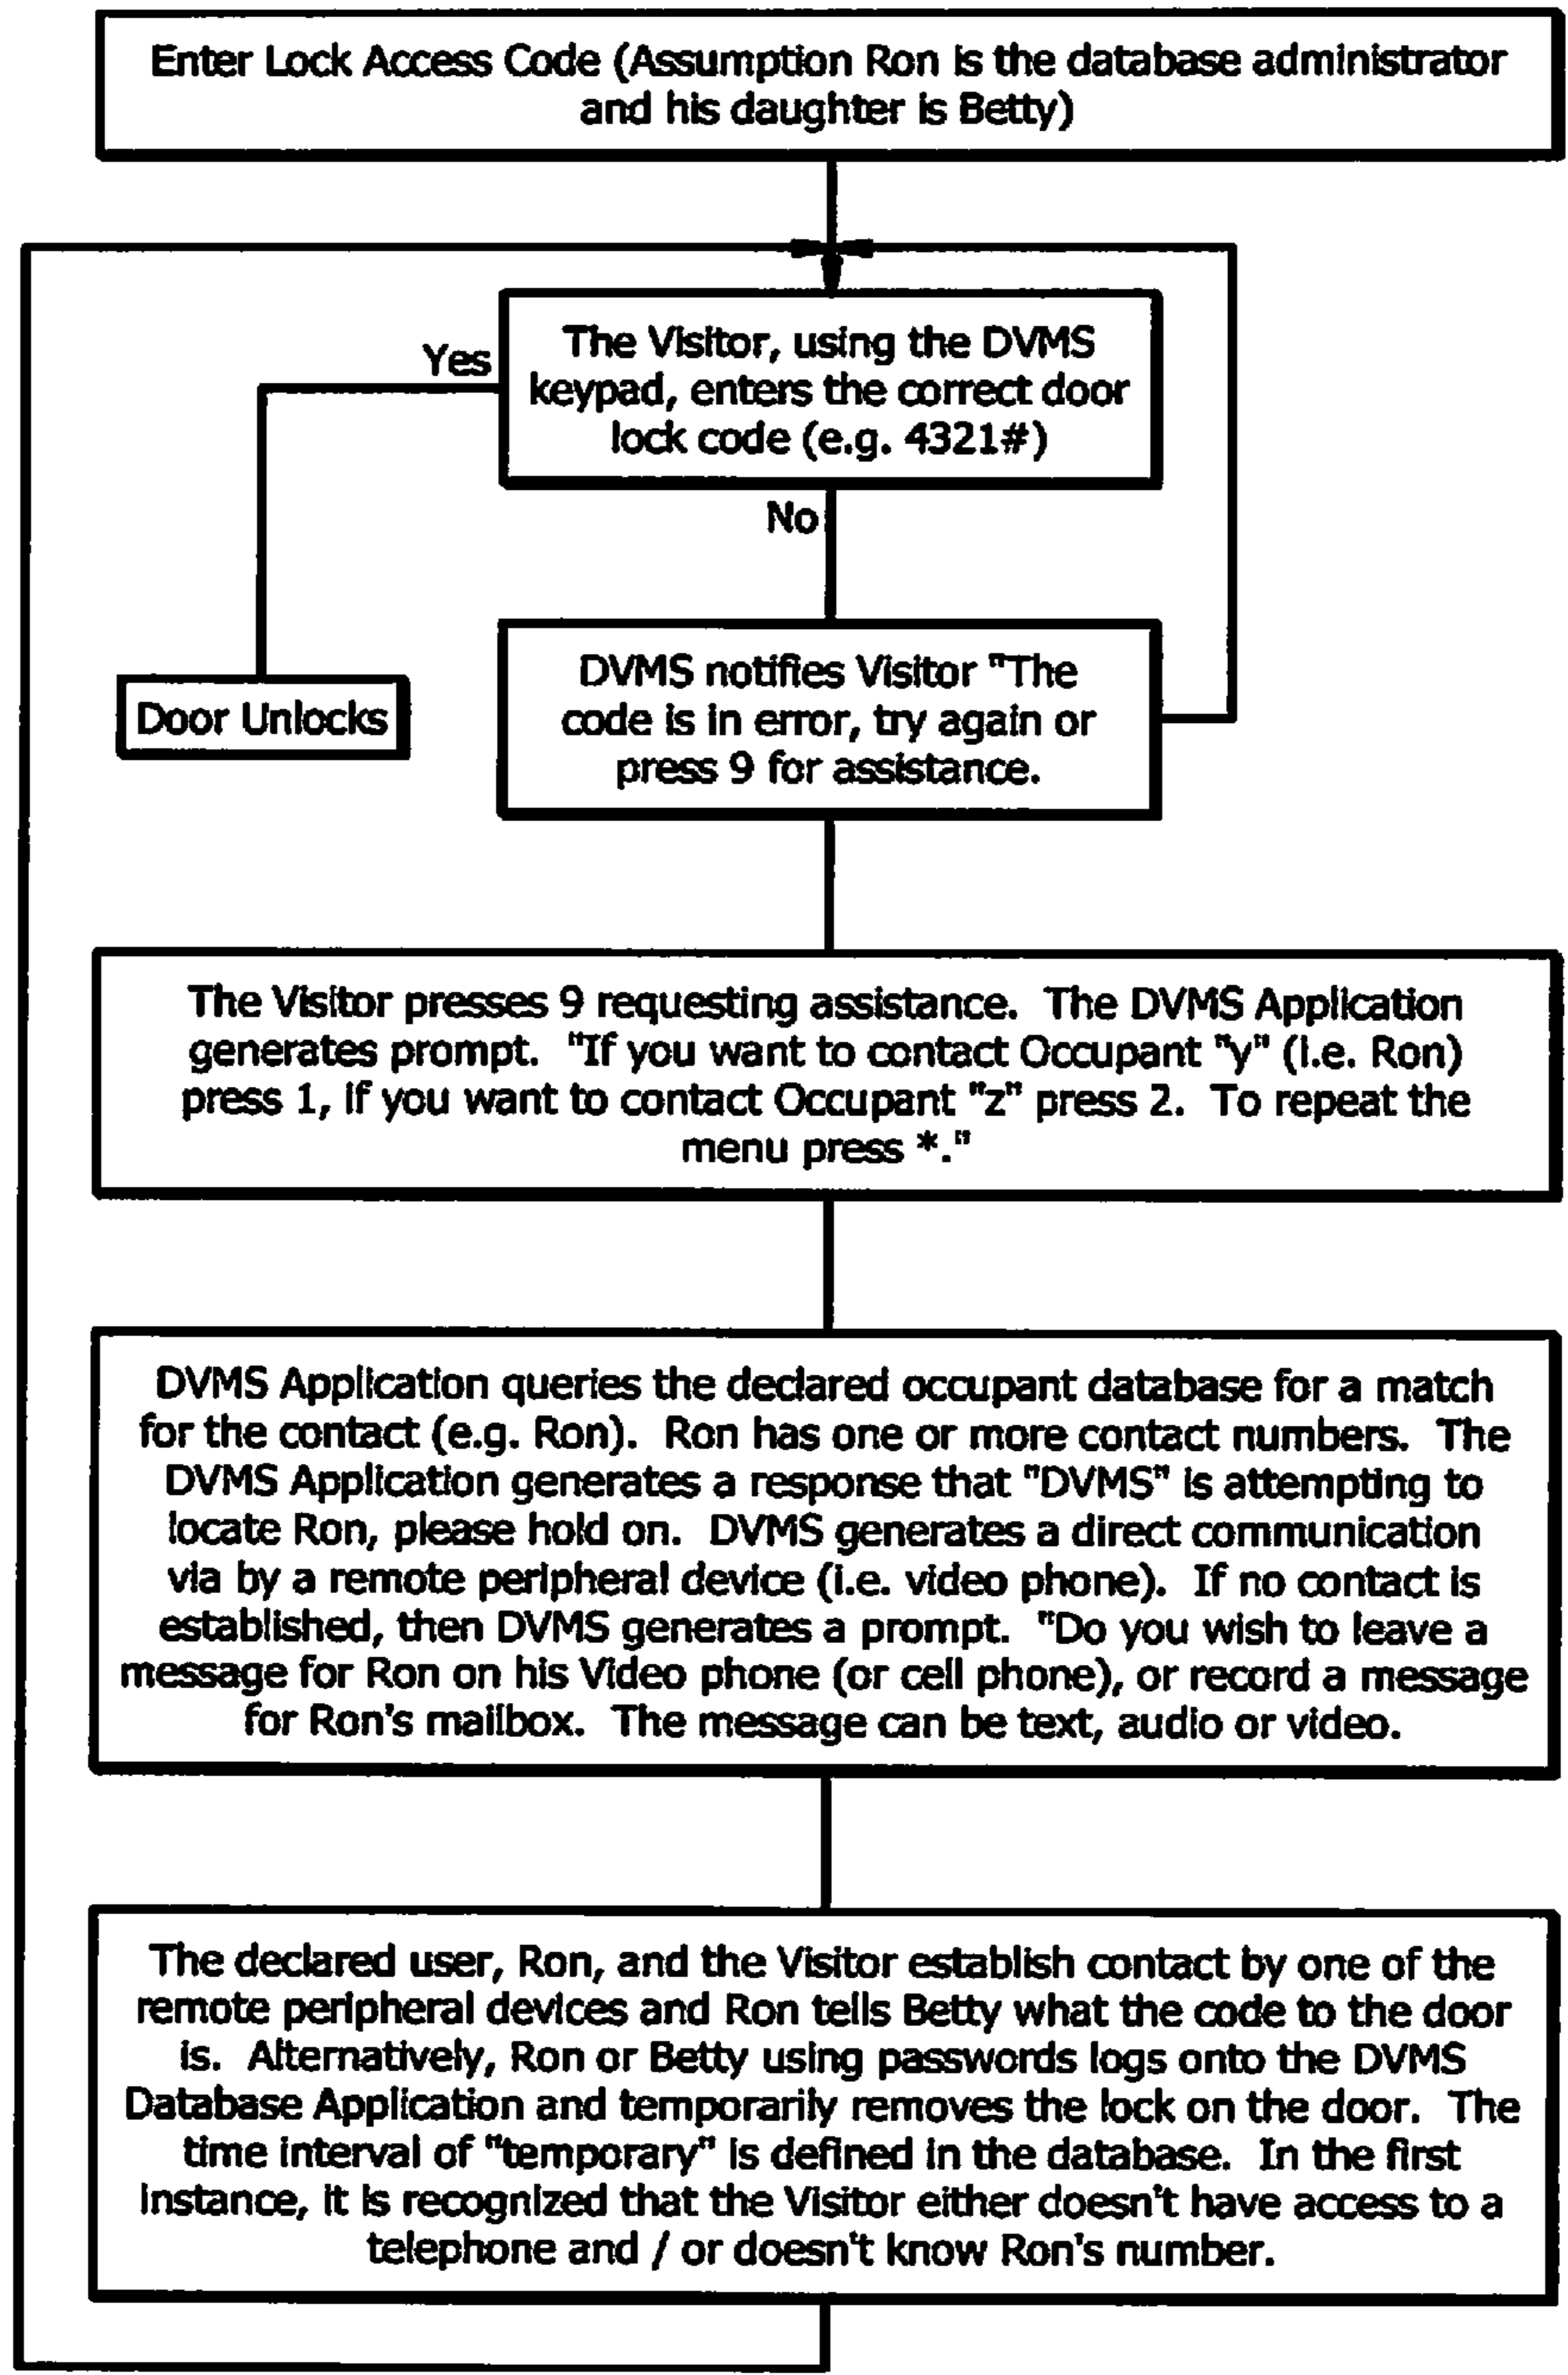 Enter Lock Access Code (Assumption Ron is the database administrator
and his daughter is Betty)
The Visitor, using the DVMS
keypad, enters the correct door
lock code (e.g. 4321#)
Yes
No
DVMS notifies Visitor "The
code is in error, try again or
press 9 for assistance.
Door Unlocks
The Visitor presses 9 requesting assistance. The DVMS Application
generates prompt. "If you want to contact Occupant "y" (i.e. Ron)
press 1, if you want to contact Occupant "z" press 2. To repeat the
menu press *."
DVMS Application queries the declared occupant database for a match
for the contact (e.g. Ron). Ron has one or more contact numbers. The
DVMS Application generates a response that "DVMS" is attempting to
locate Ron, please hold on. DVMS generates a direct communication
via by a remote peripheral device (i.e. video phone). If no contact is
established, then DVMS generates a prompt. "Do you wish to leave a
message for Ron on his Video phone (or cell phone), or record a message
for Ron's mailbox. The message can be text, audio or video.
The declared user, Ron, and the Visitor establish contact by one of the
remote peripheral devices and Ron tells Betty what the code to the door
is. Alternatively, Ron or Betty using passwords logs onto the DVMS
Database Application and temporarily removes the lock on the door. The
time interval of "temporary" is defined in the database. In the first
instance, it is recognized that the Visitor either doesn't have access to a
telephone and / or doesn't know Ron's number.